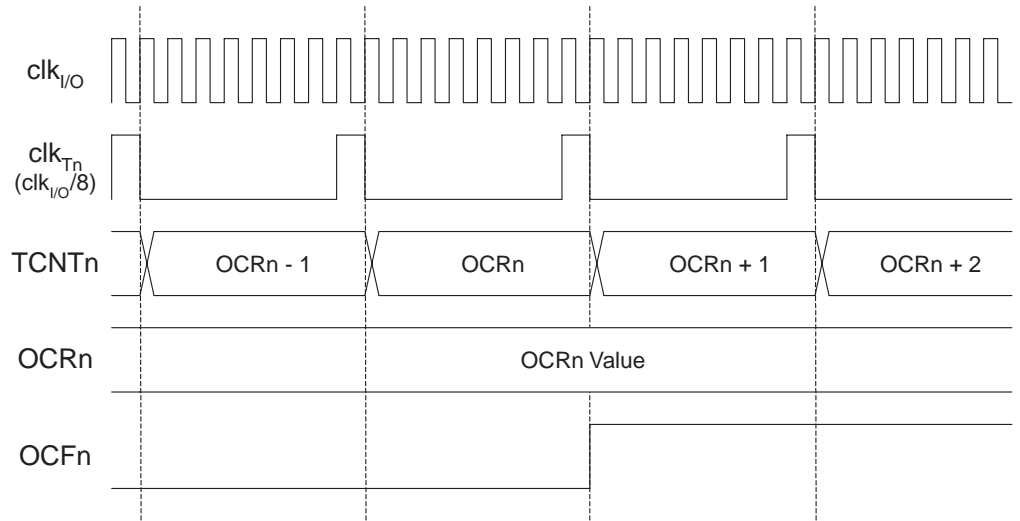 clkI/O
clkTn
(clkI/O/8)
TCNTn
OCRn - 1
OCRn
OCRn + 1
OCRn + 2
OCRn
OCRn Value
OCFn